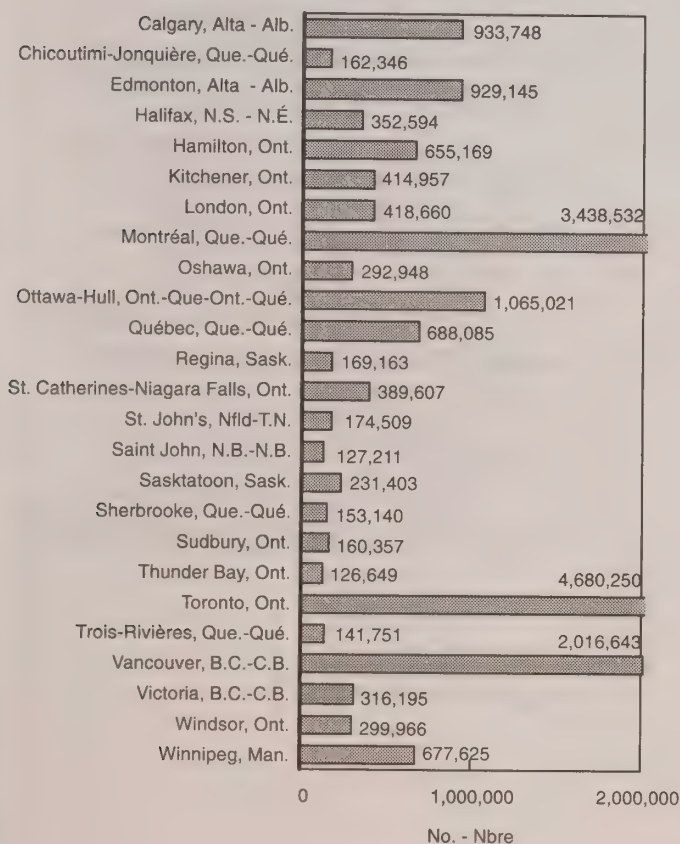 Calgary, Alta - Alb. 933,748
Chicoutimi-Jonquière, Que.-Qué. 162,346
Edmonton, Alta - Alb. 929,145
Halifax, N.S. - N.É. 352,594
Hamilton, Ont. 655,169
Kitchener, Ont. 414,957
London, Ont. 418,660
3,438,532
Montréal, Que.-Qué.
Oshawa, Ont. 292,948
Ottawa-Hull, Ont.-Que-Ont.-Qué. 1,065,021
Québec, Que.-Qué. 688,085
Regina, Sask. 169,163
St. Catherines-Niagara Falls, Ont. 389,607
St. John's, Nfld-T.N. 174,509
Saint John, N.B.-N.B. 127,211
Sasktatoon, Sask. 231,403
Sherbrooke, Que.-Qué. 153,140
Sudbury, Ont. 160,357
Thunder Bay, Ont. 126,649
4,680,250
Toronto, Ont.
Trois-Rivières, Que.-Qué. 141,751
2,016,643
Vancouver, B.C.-C.B.
Victoria, B.C.-C.B. 316,195
Windsor, Ont. 299,966
Winnipeg, Man. 677,625
0 1,000,000 2,000,000
No. - Nbre